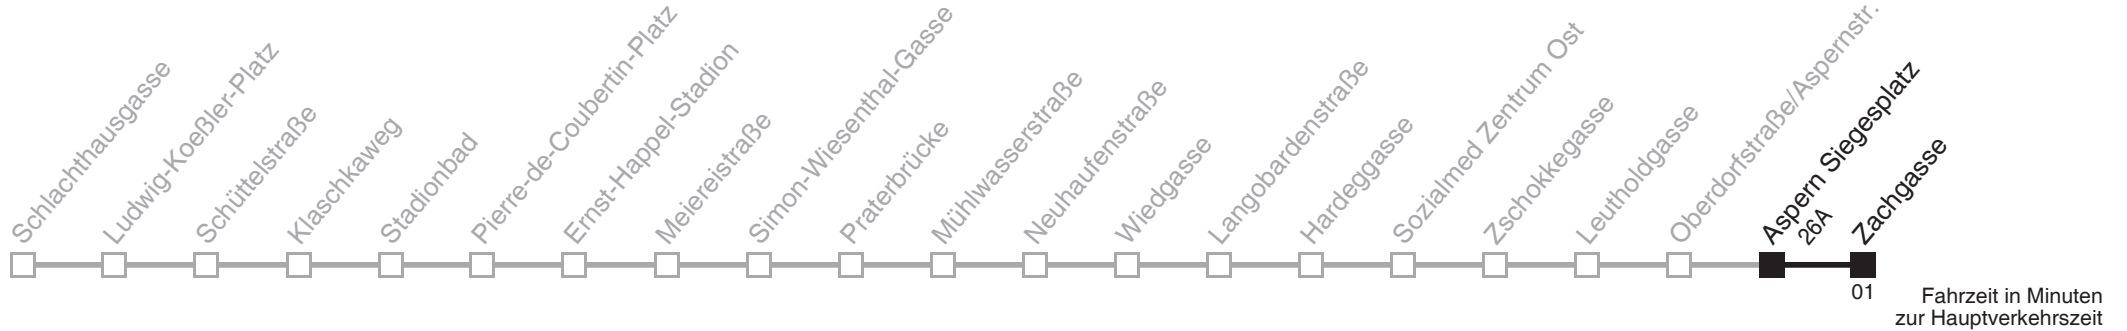 Schlachthausgasse
Ludwig-Koeßler-Platz
Schüttelstraße
Klaschkaweg
Stadionbad
Pierre-de-Coubertin-Platz
Ernst-Happel-Stadion
Meiereistraße
Simon-Wiesenthal-Gasse
Praterbrücke
Mühlwasserstraße
Neuhaufenstraße
Wiedgasse
Langobardenstraße
Hardeggasse
Sozialmed Zentrum Ost
Zschokkegasse
Leutholdgasse
Oberdorfstraße/Aspernstr.
Aspern Siegesplatz
26A
Zachgasse
01
Fahrzeit in Minuten
zur Hauptverkehrszeit